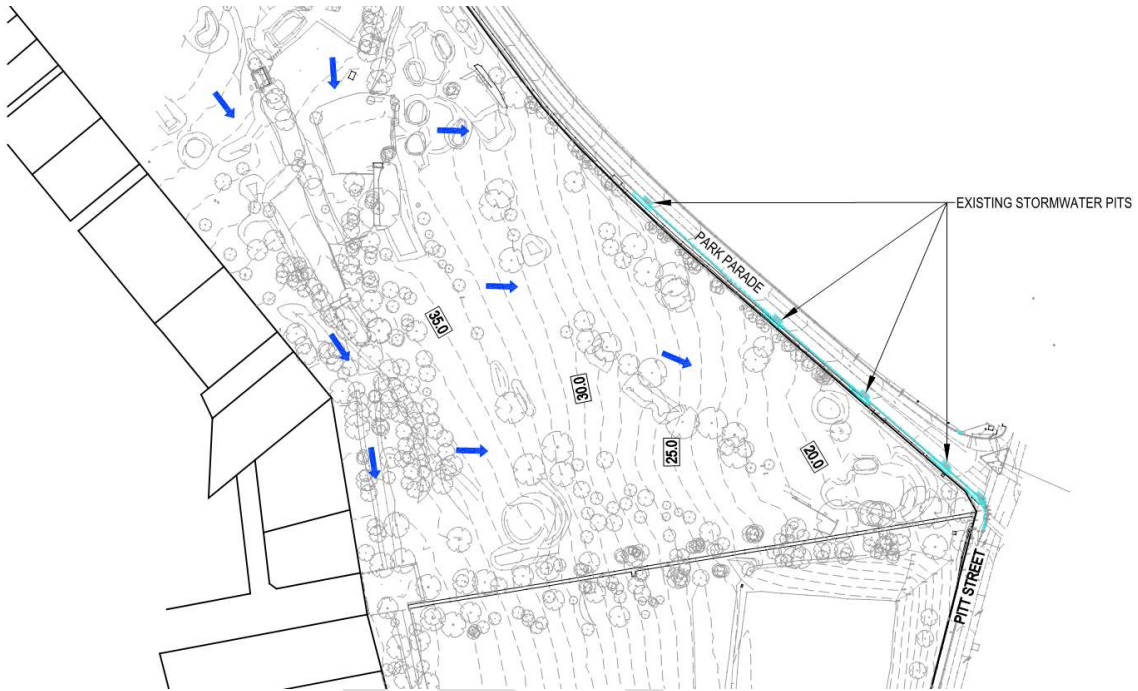 EXISTING STORMWATER PITS
PARK PARADE
35.0
30.0
25.0
20.0
PITT STREET